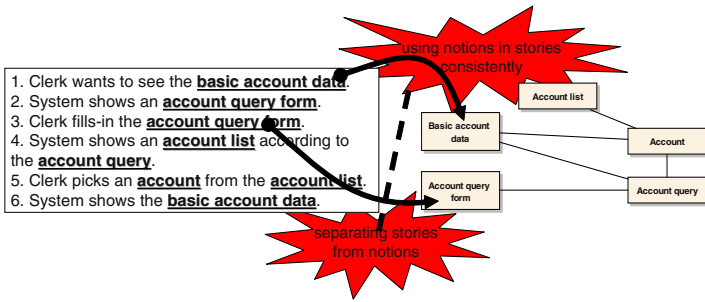 using notions in stories
consistently
1. Clerk wants to see the basic account data.
2. System shows an account query form.
3. Clerk fills-in the account query form.
4. System shows an account list according to
the account query.
5. Clerk picks an account from the account list.
6. System shows the basic account data.
Account list
Basic account
data
Account
Account query
form
Account query
separating stories
from notions